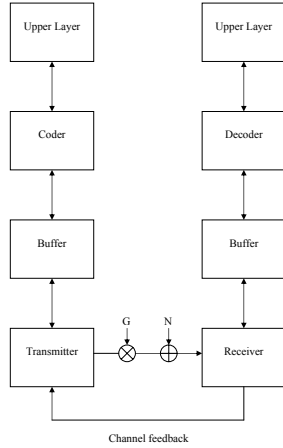 Upper Layer
Upper Layer
Coder
Decoder
Buffer
Buffer
G
N
Transmitter
Receiver
Channel feedback